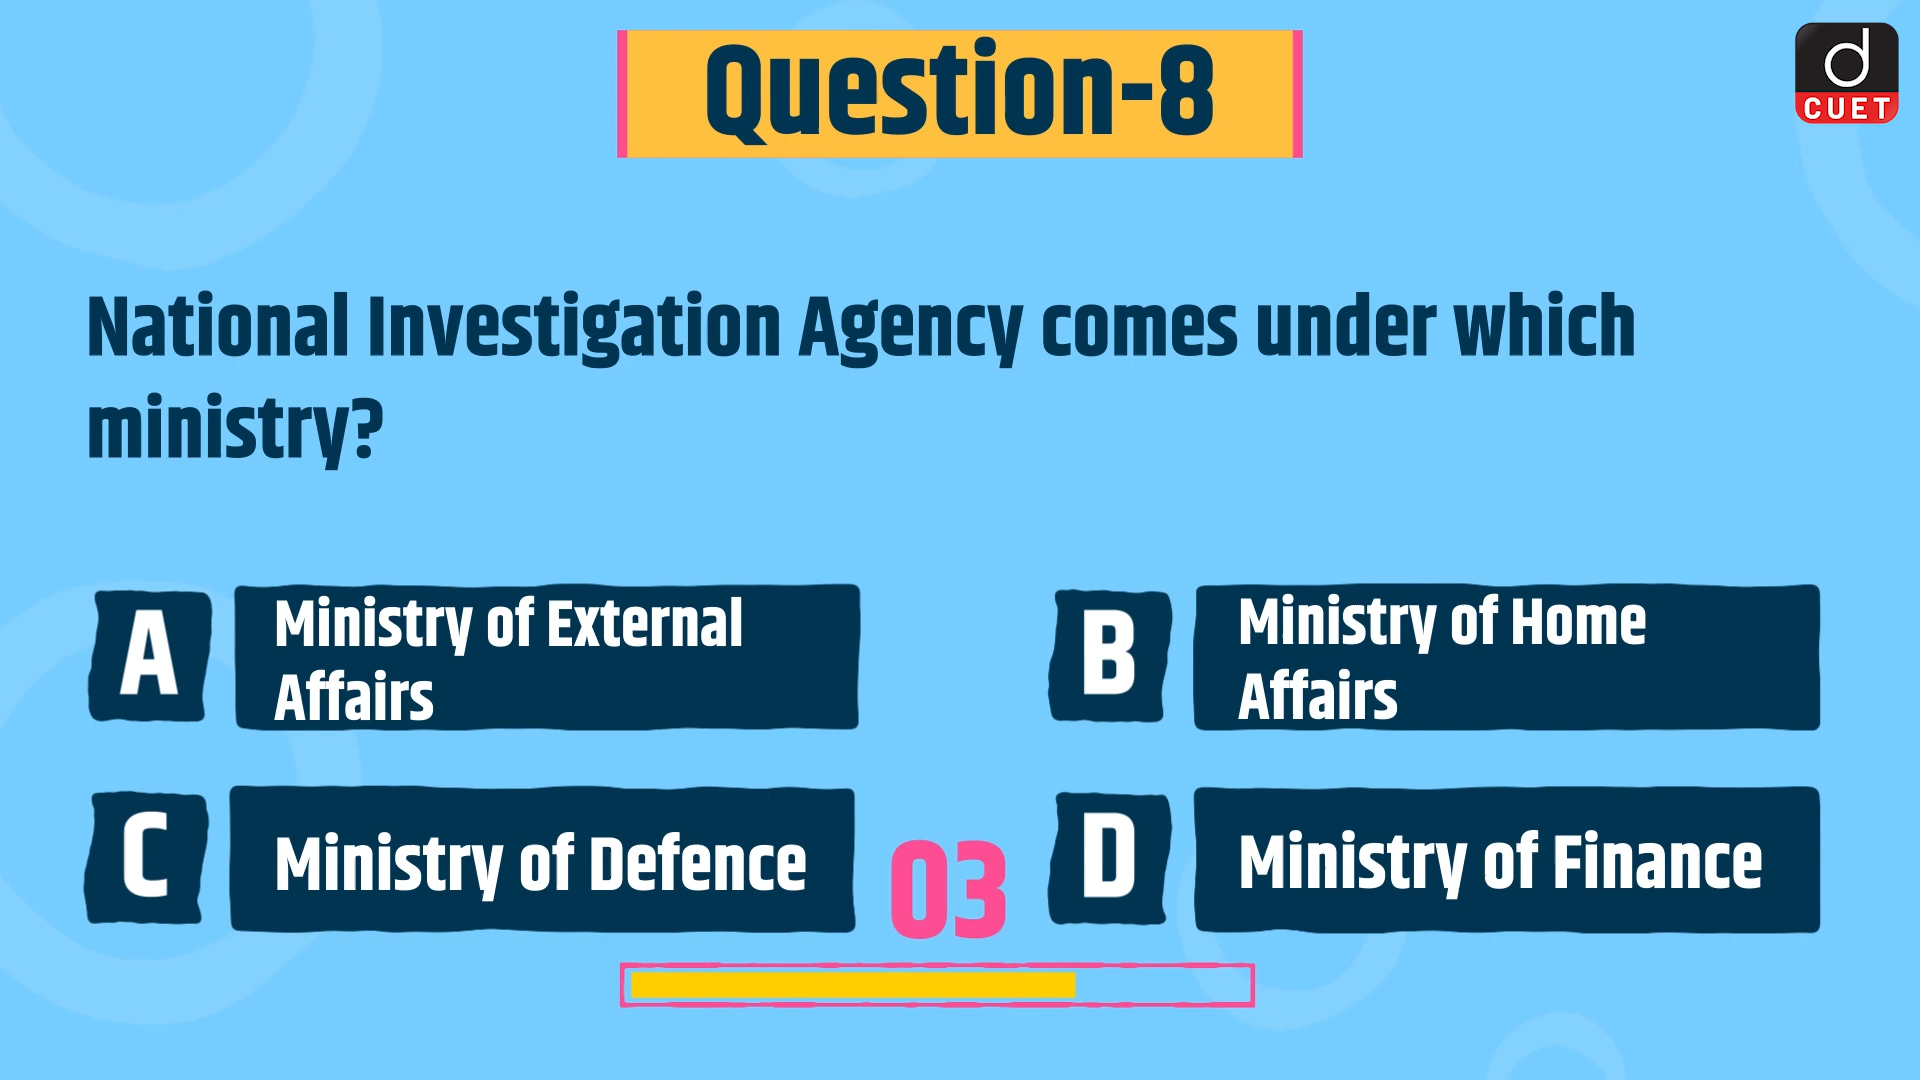 Question-8
d
CUET
National Investigation Agency comes under which
ministry?
A
Ministry of External
Affairs
B
Ministry of Home
Affairs
C
Ministry of Defence
03
D
Ministry of Finance